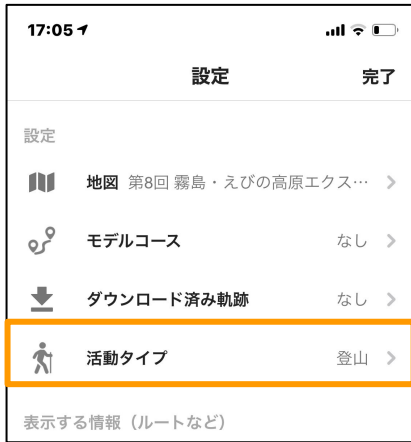 17:05
設定
完了
設定
地図 第8回 霧島・えびの高原エクス…
モデルコース なし
ダウンロード済み軌跡 なし
活動タイプ 登山
表示する情報（ルートなど）